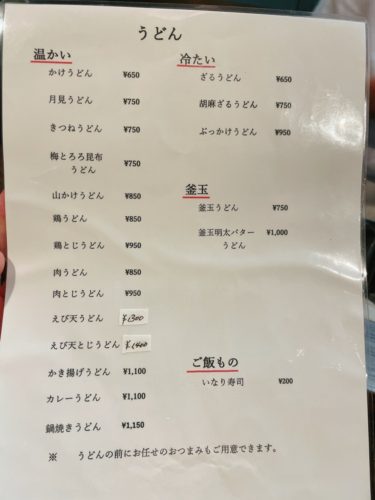 うどん
温かい
かけうどん ¥650
月見うどん ¥750
きつねうどん ¥750
梅とろろ昆布
うどん ¥750
山かけうどん ¥850
鶏うどん ¥850
鶏とじうどん ¥950
肉うどん ¥850
肉とじうどん ¥950
えび天うどん ¥1300
えび天とじうどん ¥1400
かき揚げうどん ¥1,100
カレーうどん ¥1,100
鍋焼きうどん ¥1,150
冷たい
ざるうどん ¥650
胡麻ざるうどん ¥750
ぶっかけうどん ¥950
釜玉
釜玉うどん ¥750
釜玉明太バター ¥1,000
うどん
ご飯もの
いなり寿司 ¥200
※ うどんの前にお任せのおつまみもご用意できます。